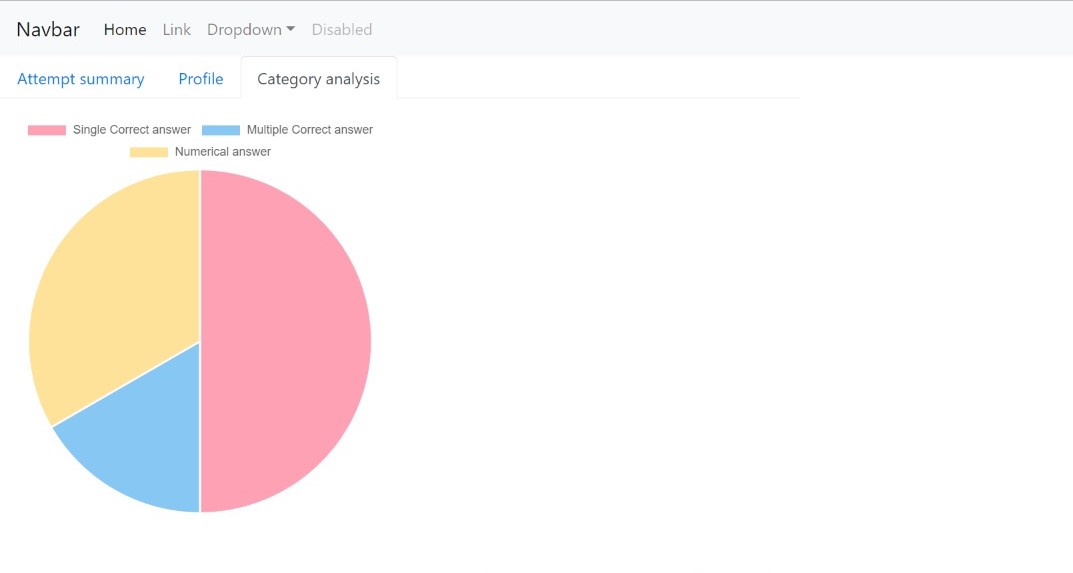 Navbar Home Link Dropdown Disabled
Attempt summary Profile Category analysis
Single Correct answer Multiple Correct answer
Numerical answer